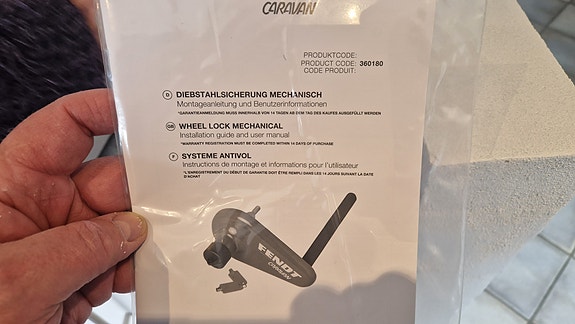 CARAVAN
PRODUKTCODE:
PRODUCT CODE: 360180
CODE PRODUIT:
D DIEBSTAHLSICHERUNG MECHANISCH
Montageanleitung und Benutzerinformationen
*GARANTIEANMELDUNG MUSS INNERHALB VON 14 TAGEN AB DEM TAG DES KAUFES AUSGEFÜLLT WERDEN
GB WHEEL LOCK MECHANICAL
Installation guide and user manual
*WARRANTY REGISTRATION MUST BE COMPLETED WITHIN 14 DAYS OF PURCHASE
F SYSTEME ANTIVOL
Instructions de montage et informations pour l'utilisateur
*L'ENREGISTREMENT DU DÉBUT DE GARANTIE DOIT ÊTRE REMPLI DANS LES 14 JOURS SUIVANT LA DATE
D'ACHAT
FENDT
CARAVAN